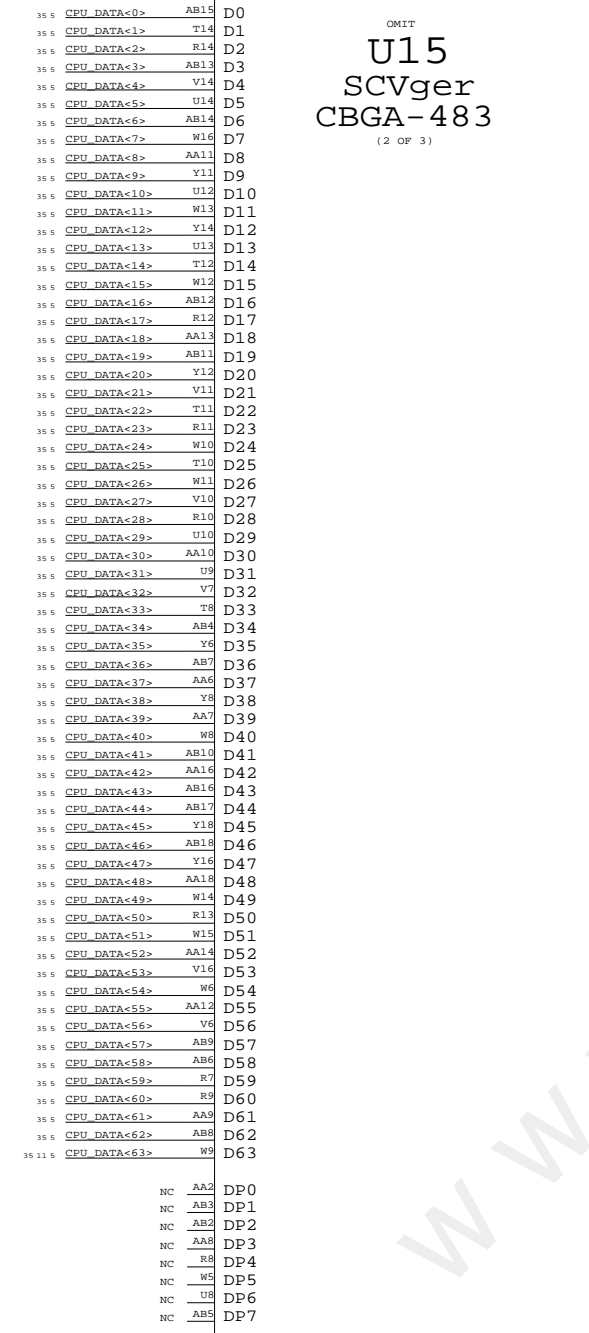 35 5 CPU_DATA<0> AB15 D0
35 5 CPU_DATA<1> T14 D1
35 5 CPU_DATA<2> R14 D2
35 5 CPU_DATA<3> AB13 D3
35 5 CPU_DATA<4> V14 D4
35 5 CPU_DATA<5> U14 D5
35 5 CPU_DATA<6> AB14 D6
35 5 CPU_DATA<7> W16 D7
35 5 CPU_DATA<8> AA11 D8
35 5 CPU_DATA<9> Y11 D9
35 5 CPU_DATA<10> U12 D10
35 5 CPU_DATA<11> W13 D11
35 5 CPU_DATA<12> Y14 D12
35 5 CPU_DATA<13> U13 D13
35 5 CPU_DATA<14> T12 D14
35 5 CPU_DATA<15> W12 D15
35 5 CPU_DATA<16> AB12 D16
35 5 CPU_DATA<17> R12 D17
35 5 CPU_DATA<18> AA13 D18
35 5 CPU_DATA<19> AB11 D19
35 5 CPU_DATA<20> Y12 D20
35 5 CPU_DATA<21> V11 D21
35 5 CPU_DATA<22> T11 D22
35 5 CPU_DATA<23> R11 D23
35 5 CPU_DATA<24> W10 D24
35 5 CPU_DATA<25> T10 D25
35 5 CPU_DATA<26> W11 D26
35 5 CPU_DATA<27> V10 D27
35 5 CPU_DATA<28> R10 D28
35 5 CPU_DATA<29> U10 D29
35 5 CPU_DATA<30> AA10 D30
35 5 CPU_DATA<31> U9 D31
35 5 CPU_DATA<32> V7 D32
35 5 CPU_DATA<33> T8 D33
35 5 CPU_DATA<34> AB4 D34
35 5 CPU_DATA<35> Y6 D35
35 5 CPU_DATA<36> AB7 D36
35 5 CPU_DATA<37> AA6 D37
35 5 CPU_DATA<38> Y8 D38
35 5 CPU_DATA<39> AA7 D39
35 5 CPU_DATA<40> W8 D40
35 5 CPU_DATA<41> AB10 D41
35 5 CPU_DATA<42> AA16 D42
35 5 CPU_DATA<43> AB16 D43
35 5 CPU_DATA<44> AB17 D44
35 5 CPU_DATA<45> Y18 D45
35 5 CPU_DATA<46> AB18 D46
35 5 CPU_DATA<47> Y16 D47
35 5 CPU_DATA<48> AA18 D48
35 5 CPU_DATA<49> W14 D49
35 5 CPU_DATA<50> R13 D50
35 5 CPU_DATA<51> W15 D51
35 5 CPU_DATA<52> AA14 D52
35 5 CPU_DATA<53> V16 D53
35 5 CPU_DATA<54> W6 D54
35 5 CPU_DATA<55> AA12 D55
35 5 CPU_DATA<56> V6 D56
35 5 CPU_DATA<57> AB9 D57
35 5 CPU_DATA<58> AB6 D58
35 5 CPU_DATA<59> R7 D59
35 5 CPU_DATA<60> R9 D60
35 5 CPU_DATA<61> AA9 D61
35 5 CPU_DATA<62> AB8 D62
35 11 5 CPU_DATA<63> W9 D63
NC AA2 DP0
NC AB3 DP1
NC AB2 DP2
NC AA8 DP3
NC R8 DP4
NC W5 DP5
NC U8 DP6
NC AB5 DP7
OMIT
U15
SCVger
CBGA-483
(2 OF 3)
w w